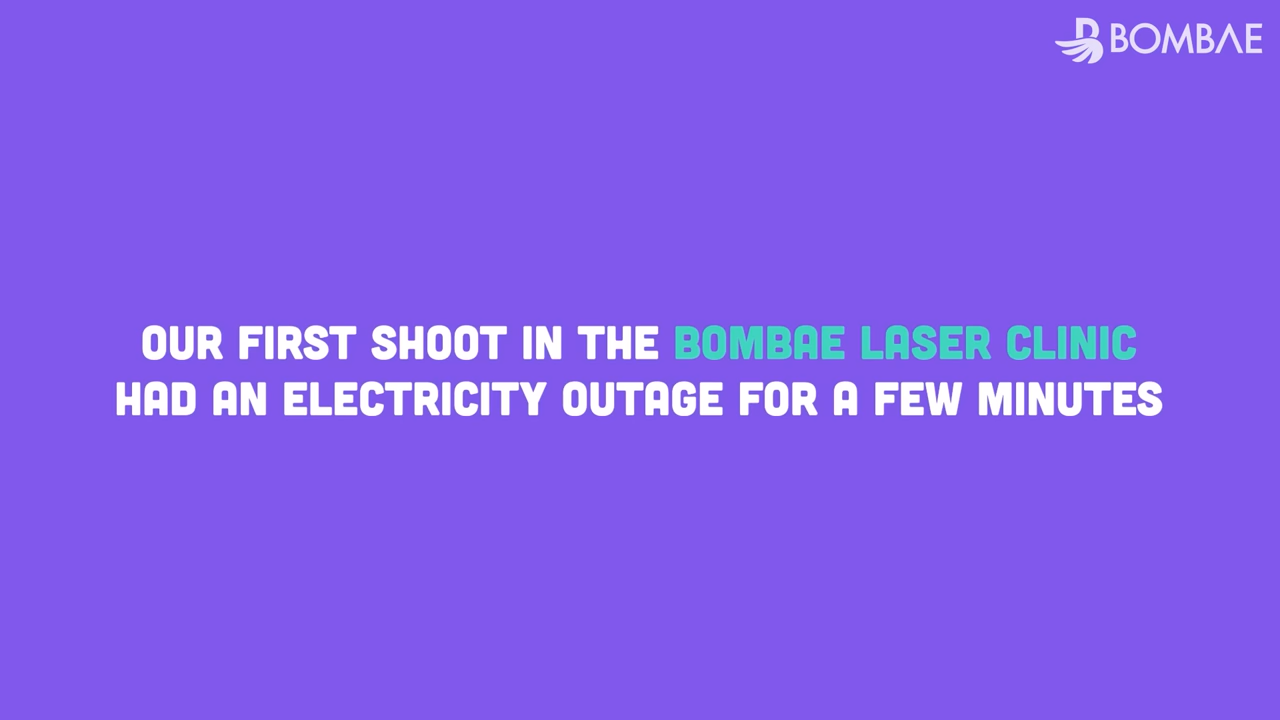 BOMBAE
OUR FIRST SHOOT IN THE BOMBAE LASER CLINIC
HAD AN ELECTRICITY OUTAGE FOR A FEW MINUTES